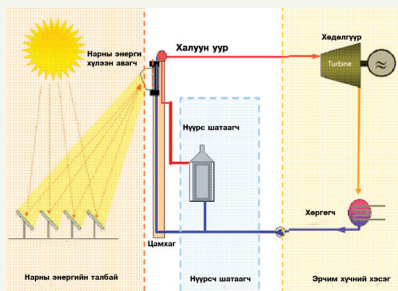 Нарны энерги
хүлээн авагч
Халуун уур
Хөдөлгүүр
Turbine
Нүүрс шатаагч
Хөргөгч
Цамхаг
Нарны энергийн талбай
Нүүрсч шатаагч
Эрчим хүчний хэсэг